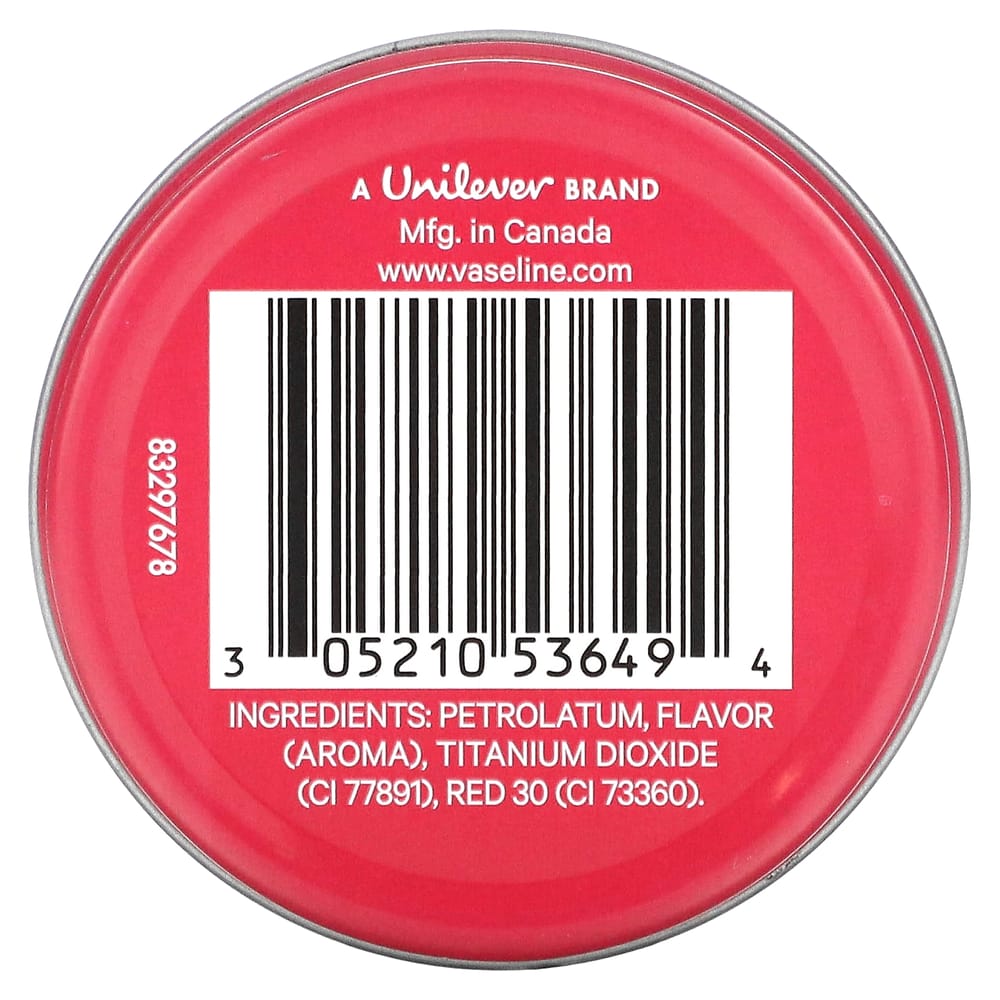 A Unilever BRAND
Mfg. in Canada
www.vaseline.com
83297678
3 05210 53649 4
INGREDIENTS: PETROLATUM, FLAVOR
(AROMA), TITANIUM DIOXIDE
(CI 77891), RED 30 (CI 73360).